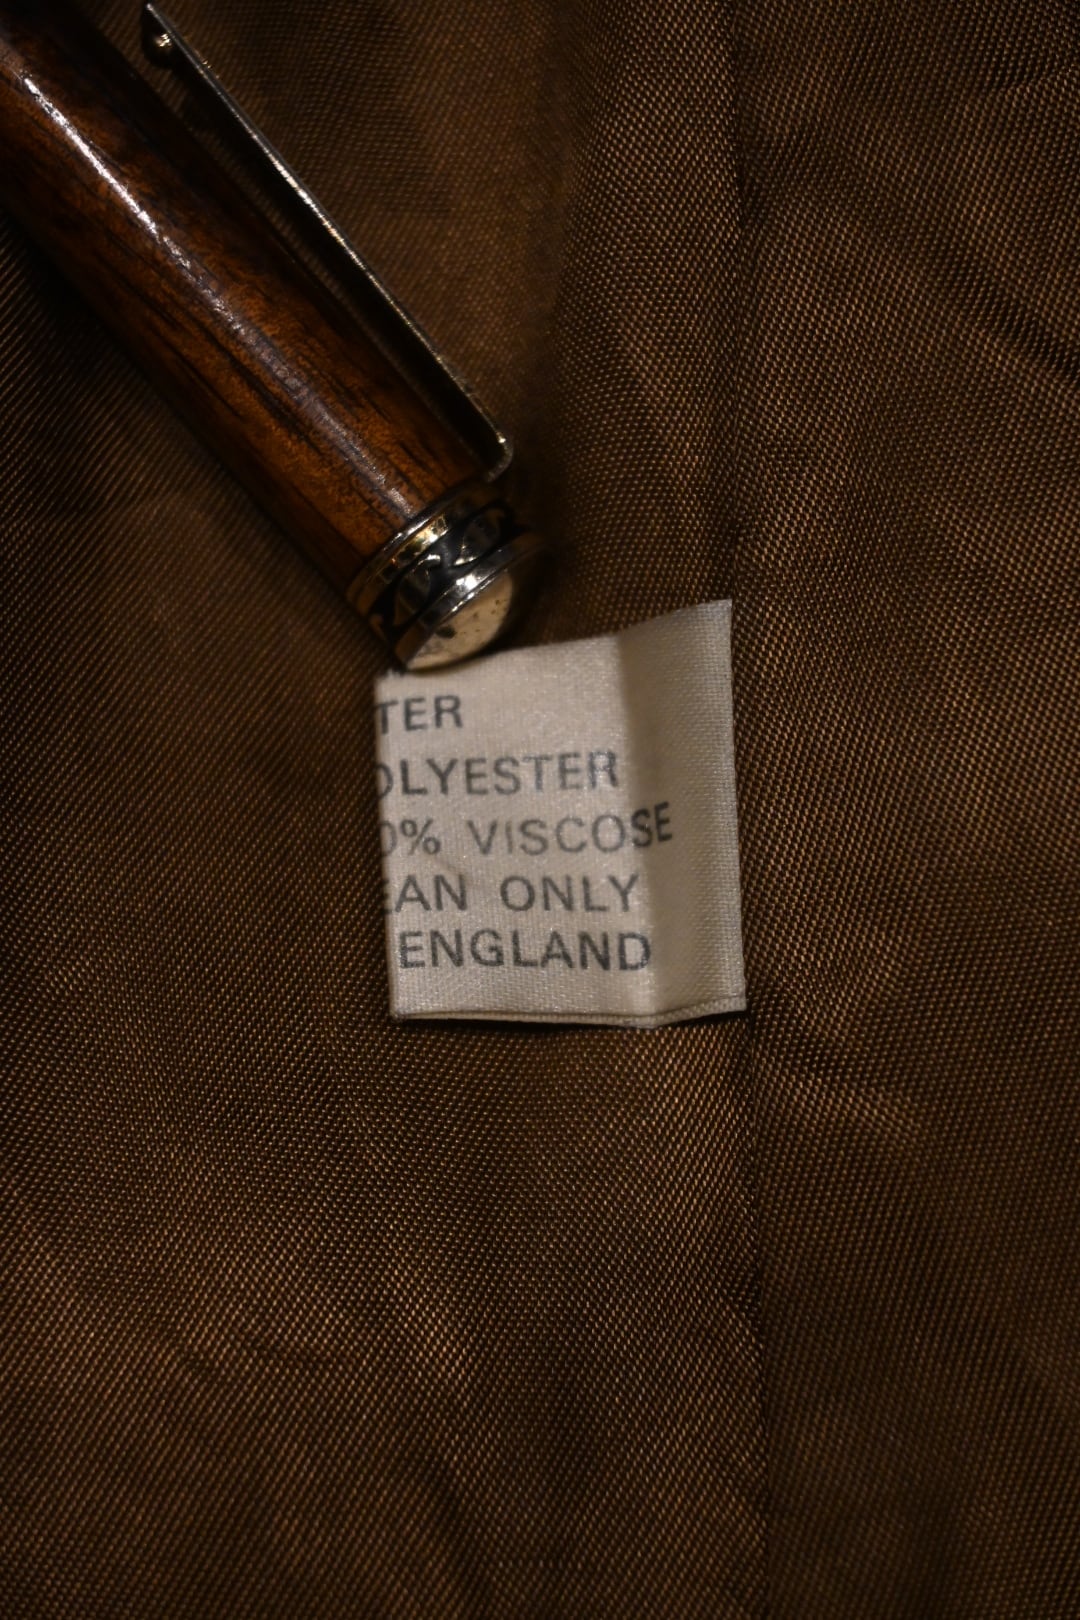 TER
OLYESTER
0% VISCOSE
EAN ONLY
ENGLAND